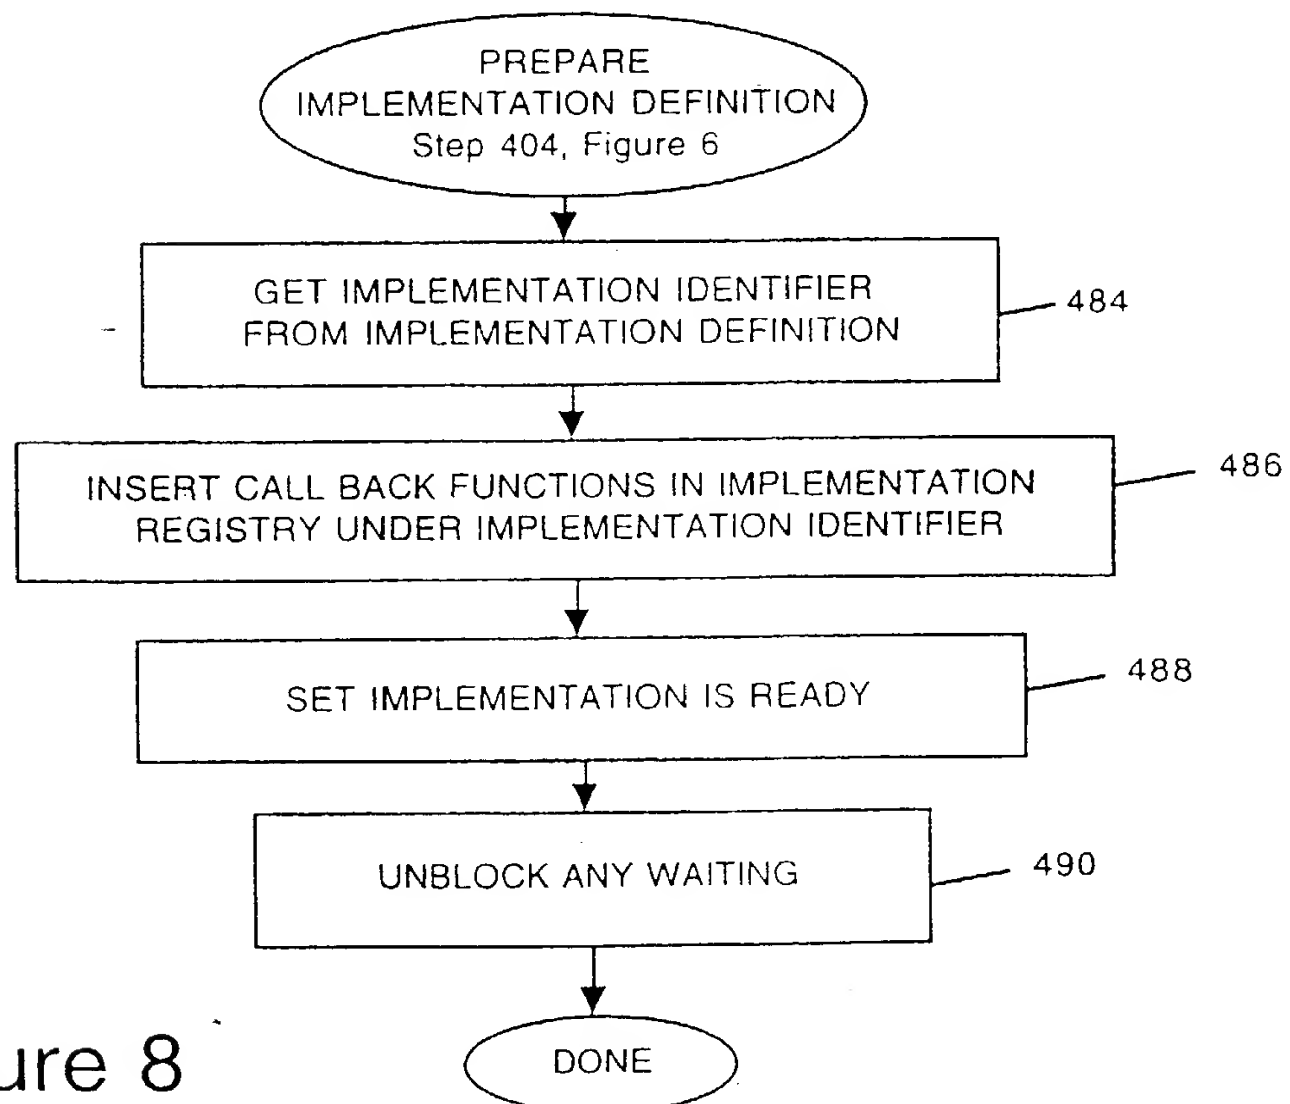 PREPARE
IMPLEMENTATION DEFINITION
Step 404, Figure 6
GET IMPLEMENTATION IDENTIFIER
FROM IMPLEMENTATION DEFINITION
484
INSERT CALL BACK FUNCTIONS IN IMPLEMENTATION
REGISTRY UNDER IMPLEMENTATION IDENTIFIER
486
SET IMPLEMENTATION IS READY
488
UNBLOCK ANY WAITING
490
DONE
ure 8